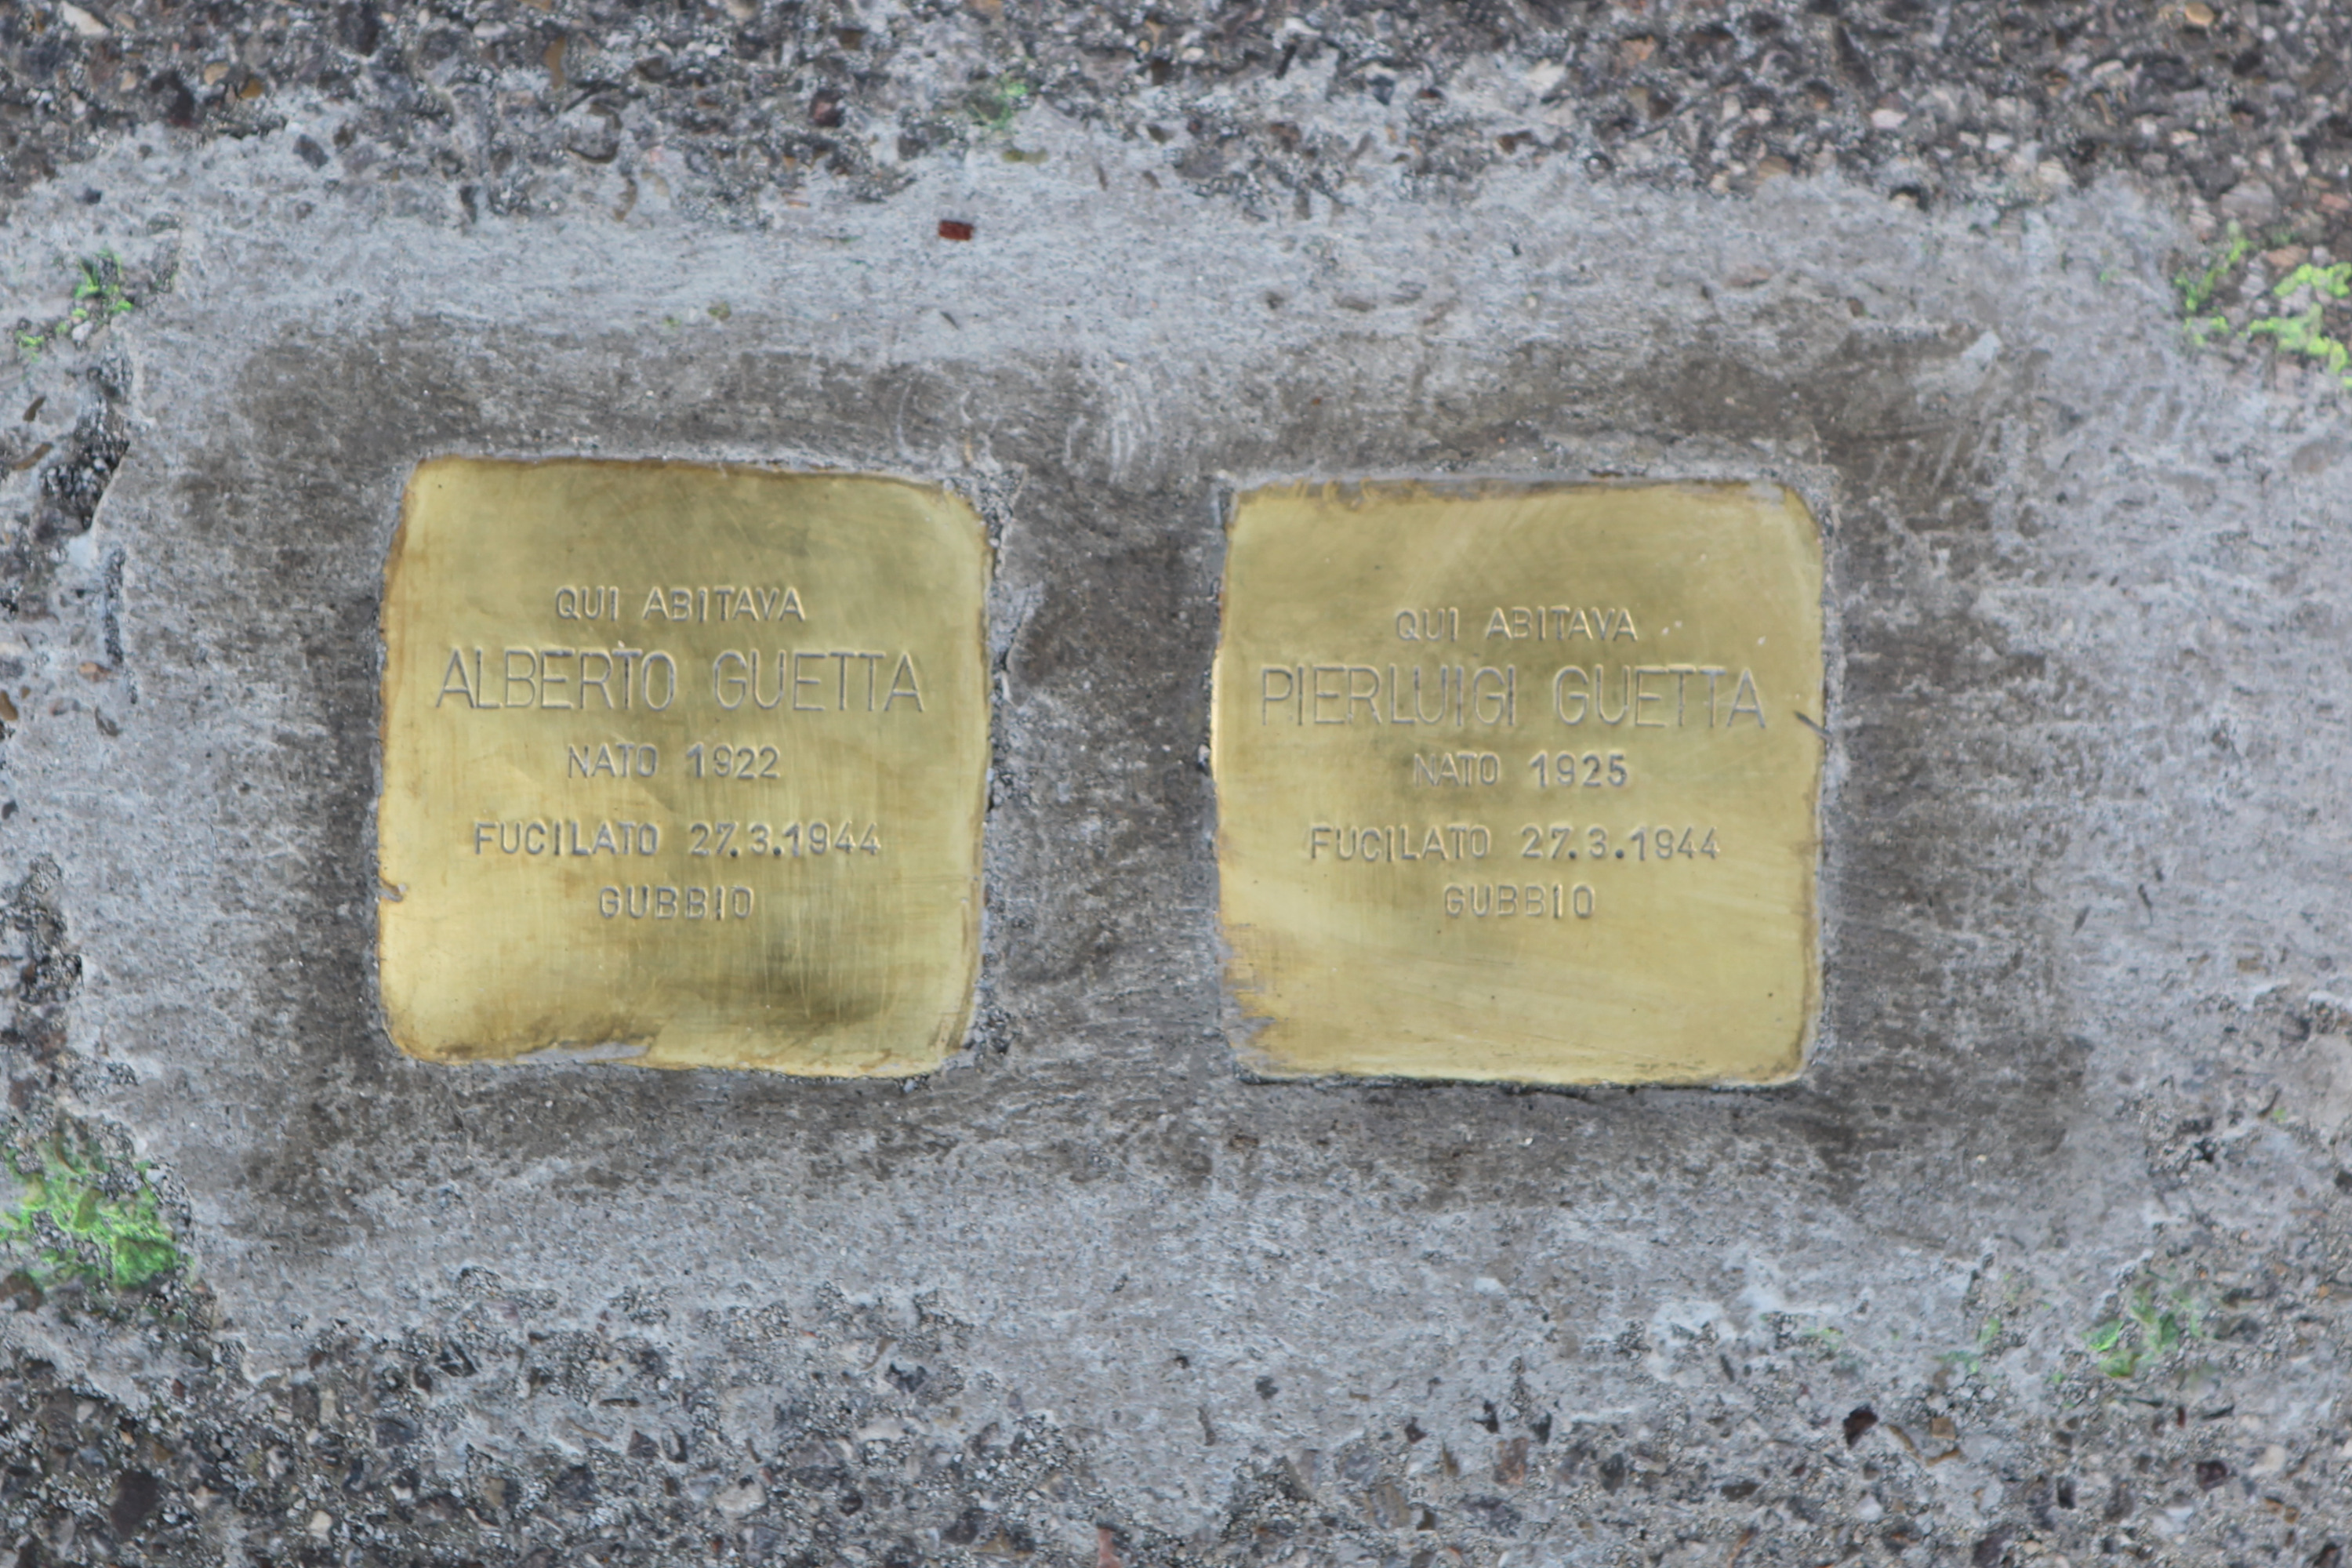 QUI ABITAVA
ALBERTO GUETTA
NATO 1922
FUCILATO 27.3.1944
GUBBIO
QUI ABITAVA
PIERLUIGI GUETTA
NATO 1925
FUCILATO 27.3.1944
GUBBIO